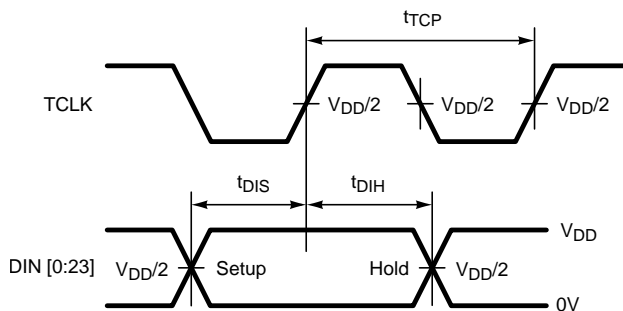 tTCP
TCLK
VDD/2 VDD/2 VDD/2
tDIS tDIH
VDD
DIN [0:23] VDD/2 Setup Hold VDD/2
0V